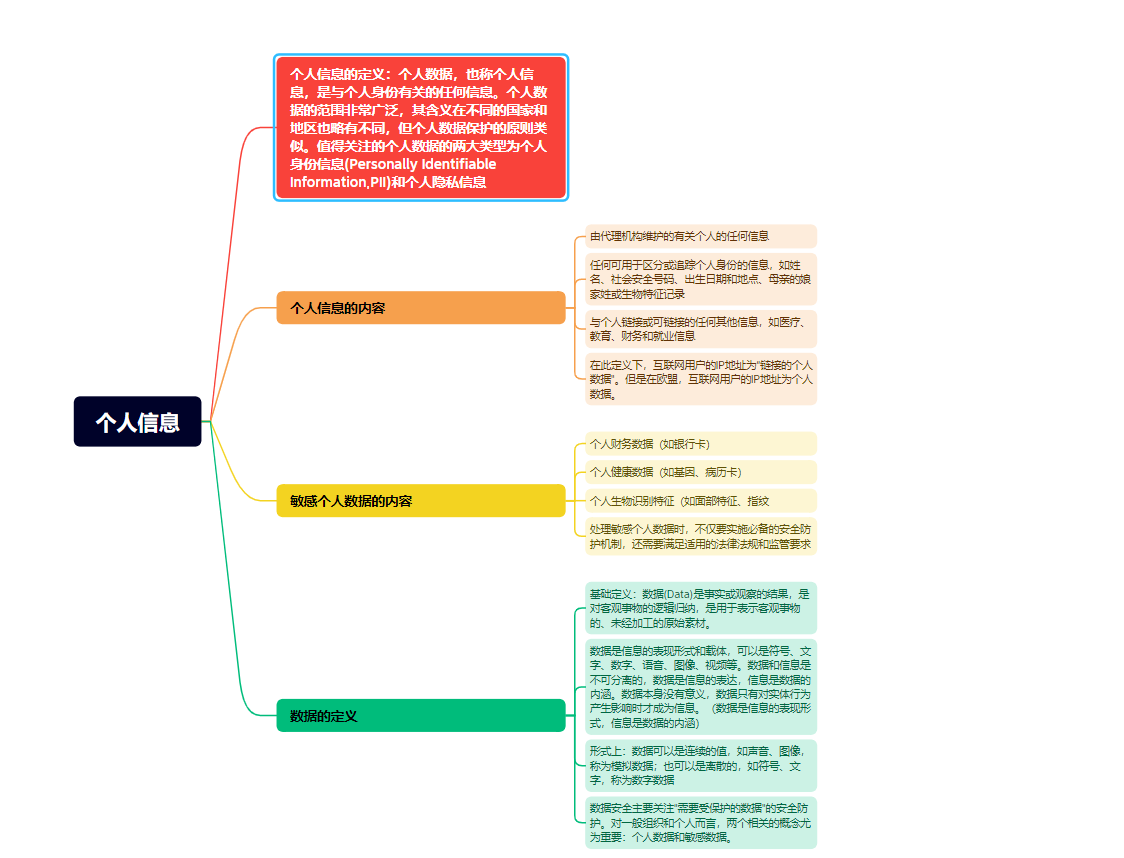 个人信息的定义：个人数据，也称个人信
息，是与个人身份有关的任何信息。个人数
据的范围非常广泛，其含义在不同的国家和
地区也略有不同，但个人数据保护的原则类
似。值得关注的个人数据的两大类型为个人
身份信息(Personally Identifiable
Information,PII)和个人隐私信息
由代理机构维护的有关个人的任何信息
任何可用于区分或追踪个人身份的信息，如姓
名、社会安全号码、出生日期和地点、母亲的娘
家姓或生物特征记录
个人信息的内容
与个人链接或可链接的任何其他信息，如医疗、
教育、财务和就业信息
在此定义下，互联网用户的IP地址为"链接的个人
数据"。但是在欧盟，互联网用户的IP地址为个人
数据。
个人信息
个人财务数据（如银行卡）
个人健康数据（如基因、病历卡）
敏感个人数据的内容
个人生物识别特征（如面部特征、指纹
处理敏感个人数据时，不仅要实施必备的安全防
护机制，还需要满足适用的法律法规和监管要求
基础定义：数据(Data)是事实或观察的结果，是
对客观事物的逻辑归纳，是用于表示客观事物
的、未经加工的原始素材。
数据是信息的表现形式和载体，可以是符号、文
字、数字、语音、图像、视频等。数据和信息是
不可分离的，数据是信息的表达，信息是数据的
内涵。数据本身没有意义，数据只有对实体行为
产生影响时才成为信息。（数据是信息的表现形
式，信息是数据的内涵）
数据的定义
形式上：数据可以是连续的值，如声音、图像，
称为模拟数据；也可以是离散的，如符号、文
字，称为数字数据
数据安全主要关注"需要受保护的数据"的安全防
护。对一般组织和个人而言，两个相关的概念尤
为重要：个人数据和敏感数据。